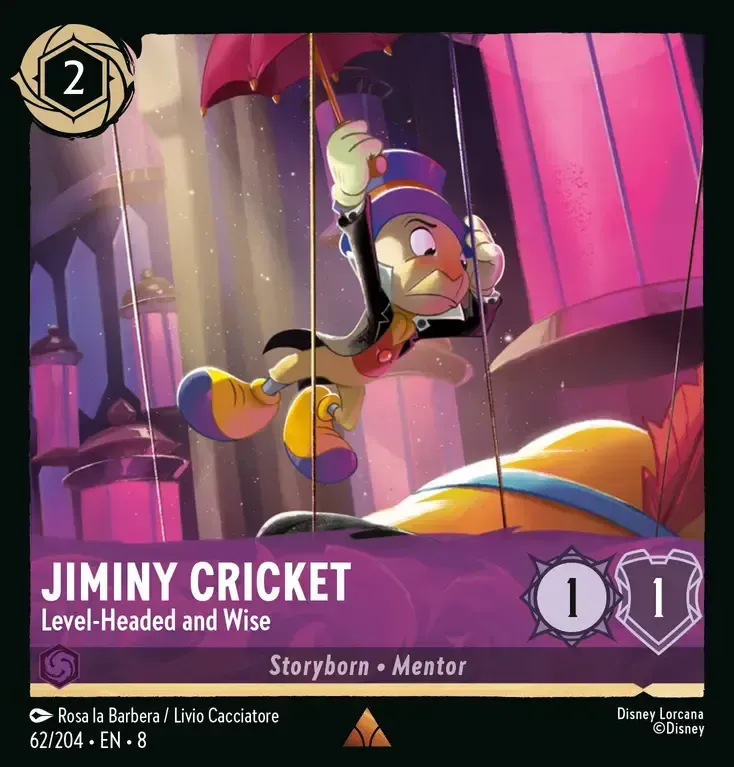 2
JIMINY CRICKET
Level-Headed and Wise
1
1
Storyborn • Mentor
Rosa la Barbera / Livio Cacciatore
62/204 • EN • 8
Disney Lorcana
©Disney